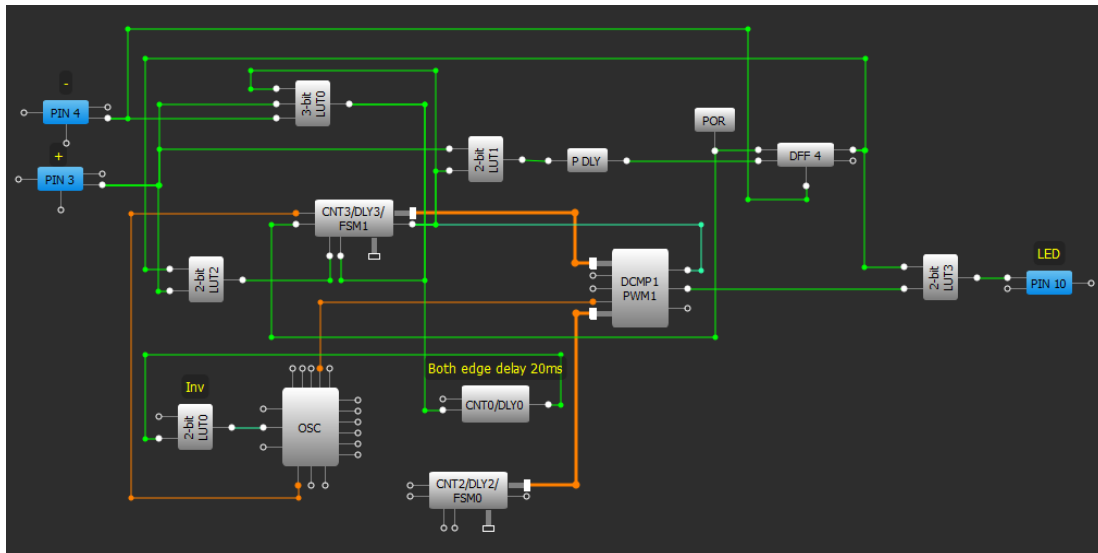 -
PIN 4
+
PIN 3
3-bit
LUT0
2-bit
LUT1
P DLY
POR
DFF 4
CNT3/DLY3/
FSM1
2-bit
LUT2
DCMP1
PWM1
2-bit
LUT3
LED
PIN 10
Both edge delay 20ms
Inv
2-bit
LUT0
OSC
CNT0/DLY0
CNT2/DLY2/
FSM0